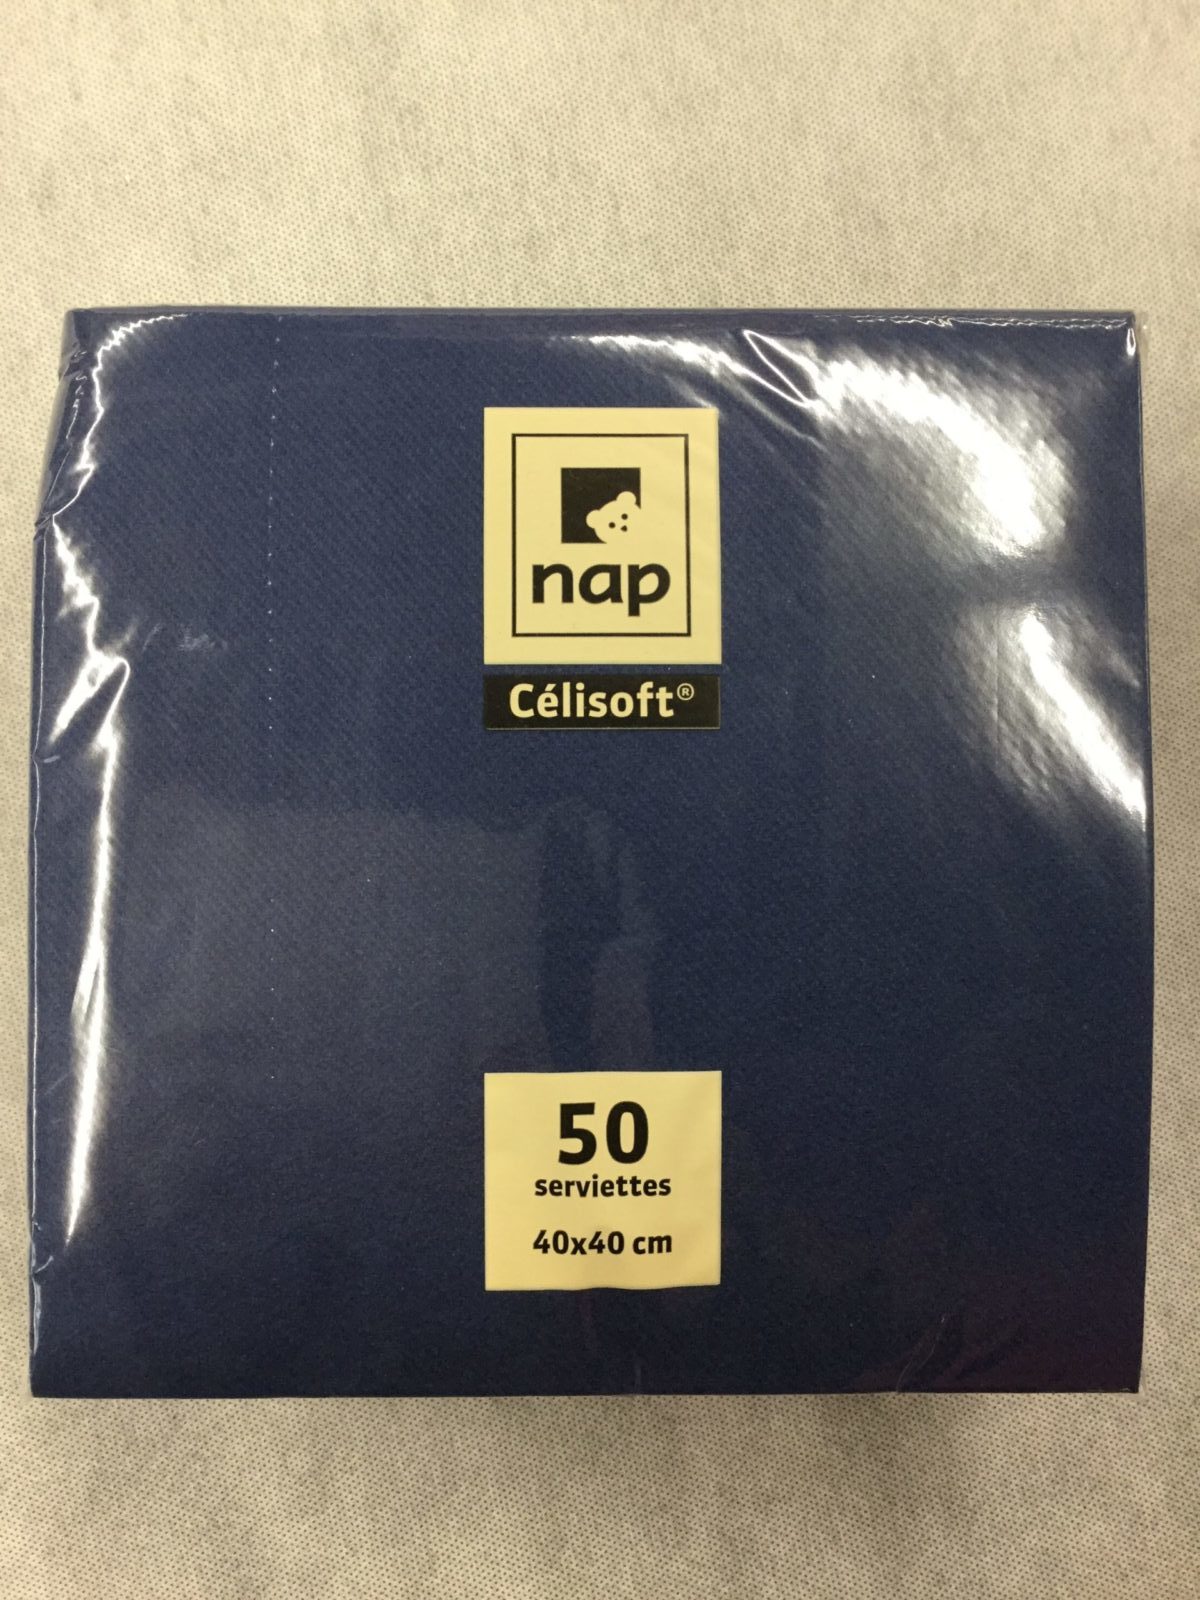 nap
Célisoft®
50
serviettes
40x40 cm